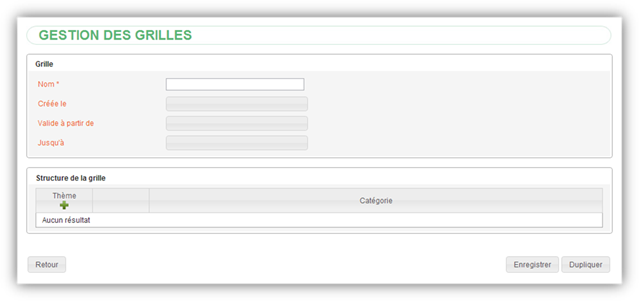 GESTION DES GRILLES
Grille
Nom *
Créée le
Valide à partir de
Jusqu'à
Structure de la grille
Thème
Catégorie
Aucun résultat
Retour
Enregistrer
Dupliquer